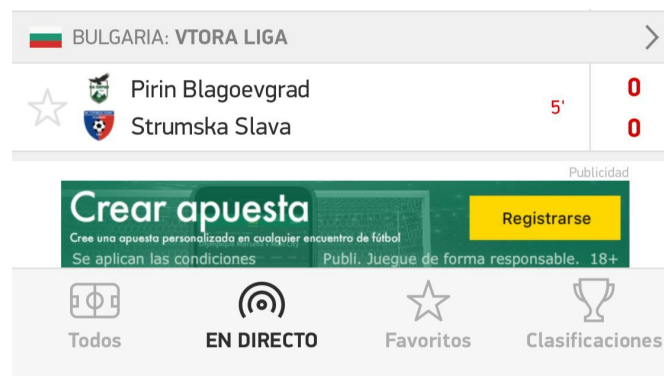 BULGARIA: VTORA LIGA
Pirin Blagoevgrad
0
5'
Strumska Slava
0
Publicidad
Crear apuesta
Registrarse
Cree una apuesta personalizada en cualquier encuentro de fútbol
Se aplican las condiciones Publi. Juegue de forma responsable. 18+
Todos EN DIRECTO Favoritos Clasificaciones